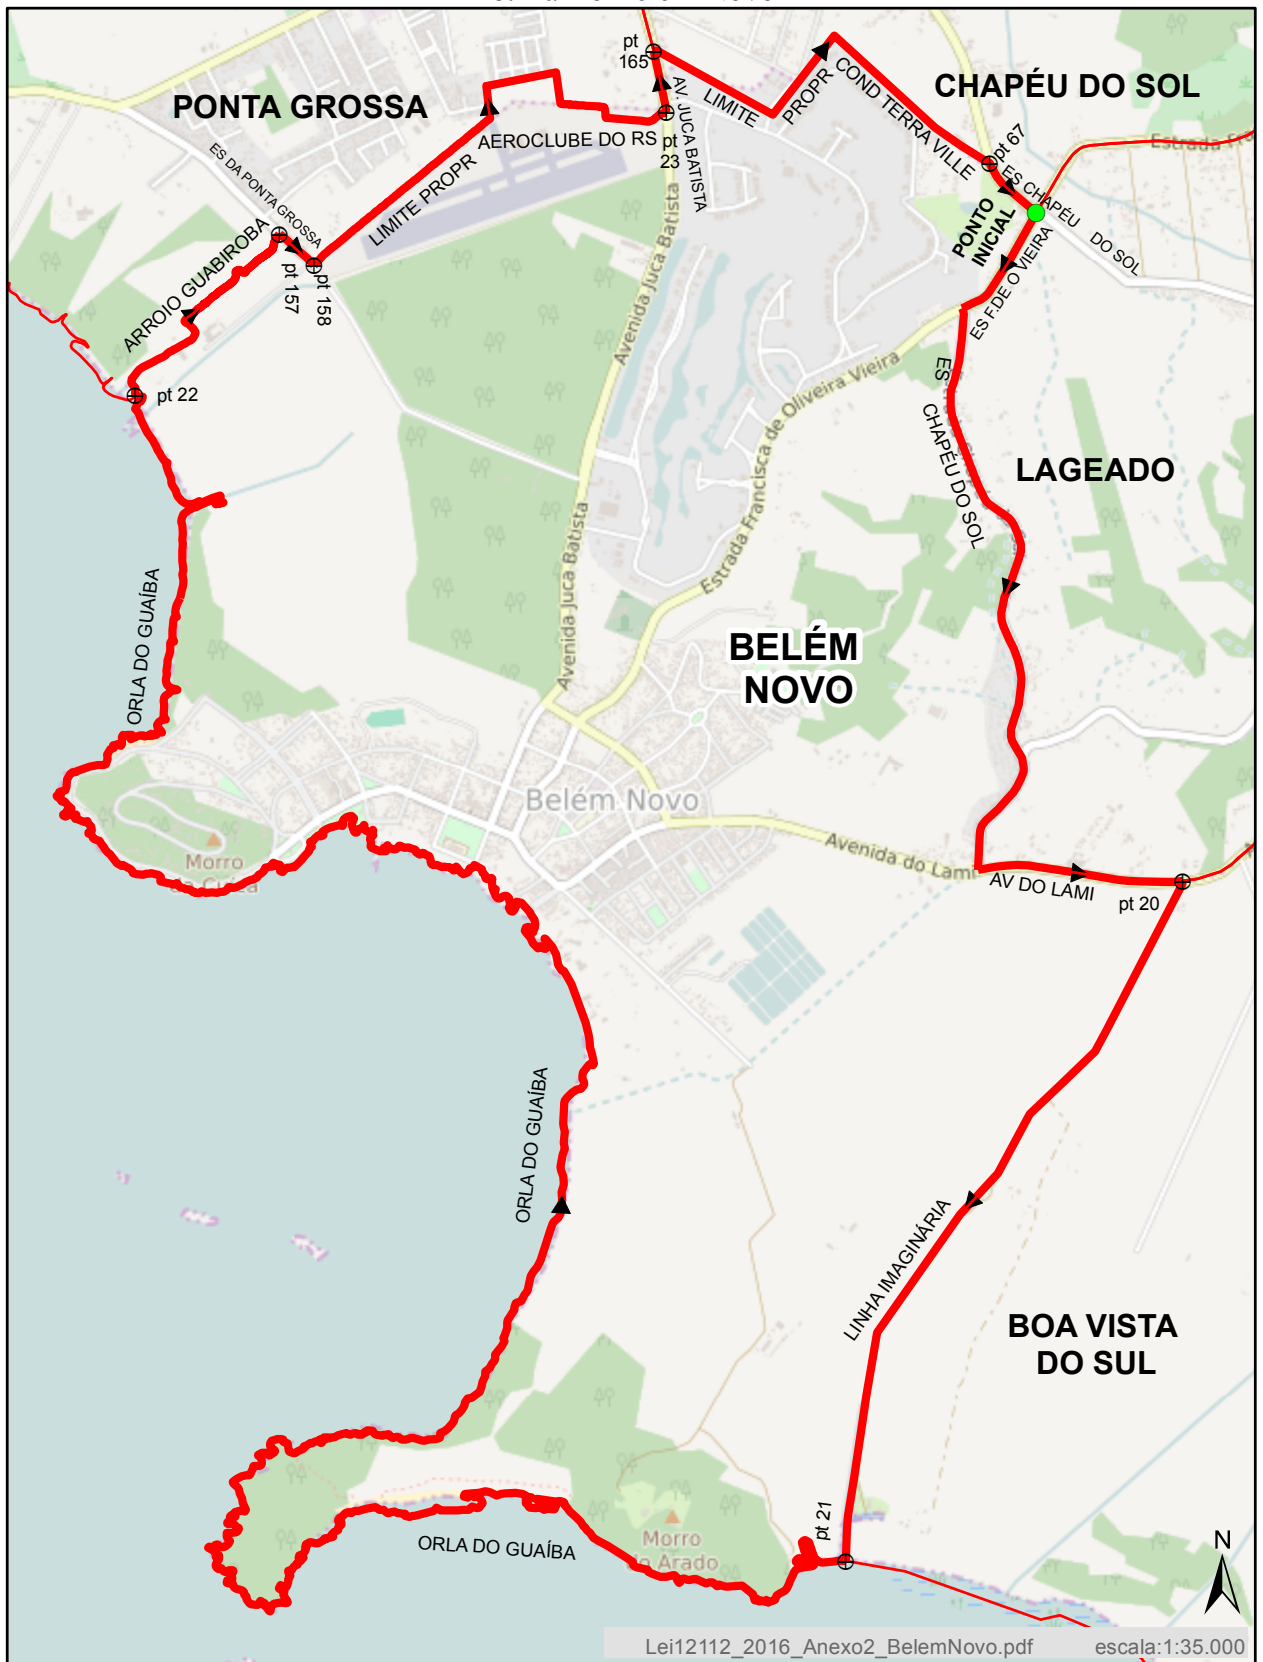 pt
165
PONTA GROSSA
CHAPÉU DO SOL
LIMITE
PROPR
COND TERRA VILLE
AV. JUCA BATISTA
AEROCLUBE DO RS
pt
23
pt 67
ES CHAPÉU
DO SOL
PONTO
INICIAL
ES F.DE O VIEIRA
ES DA PONTA GROSSA
LIMITE PROPR
ARROIO GUABIROBA
pt 157
pt 158
pt 22
Avenida Juca Batista
Estrada Francisca de Oliveira Vieira
ES
CHAPÉU DO SOL
LAGEADO
Avenida Juca Batista
ORLA DO GUAÍBA
BELÉM
NOVO
Belém Novo
Morro
Avenida do Lami
AV DO LAMI
pt 20
ORLA DO GUAÍBA
LINHA IMAGINÁRIA
BOA VISTA
DO SUL
pt 21
ORLA DO GUAÍBA
Morro
do Arado
N
Lei12112_2016_Anexo2_BelemNovo.pdf
escala:1:35.000